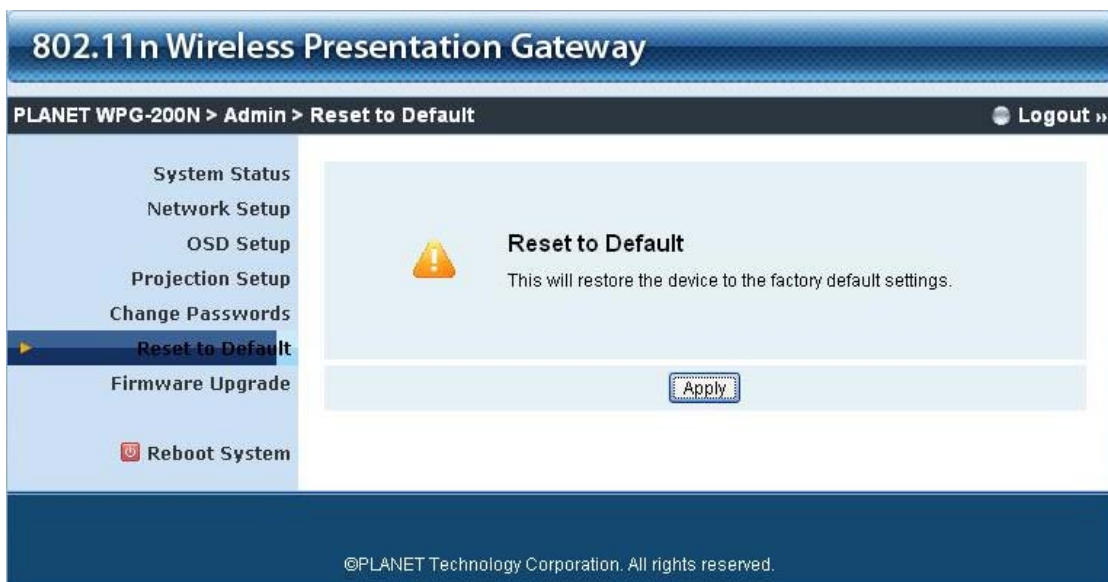 802.11n Wireless Presentation Gateway
PLANET WPG-200N > Admin > Reset to Default
Logout »
System Status
Network Setup
OSD Setup
Projection Setup
Change Passwords
Reset to Default
Firmware Upgrade
Reboot System
Reset to Default
This will restore the device to the factory default settings.
Apply
©PLANET Technology Corporation. All rights reserved.